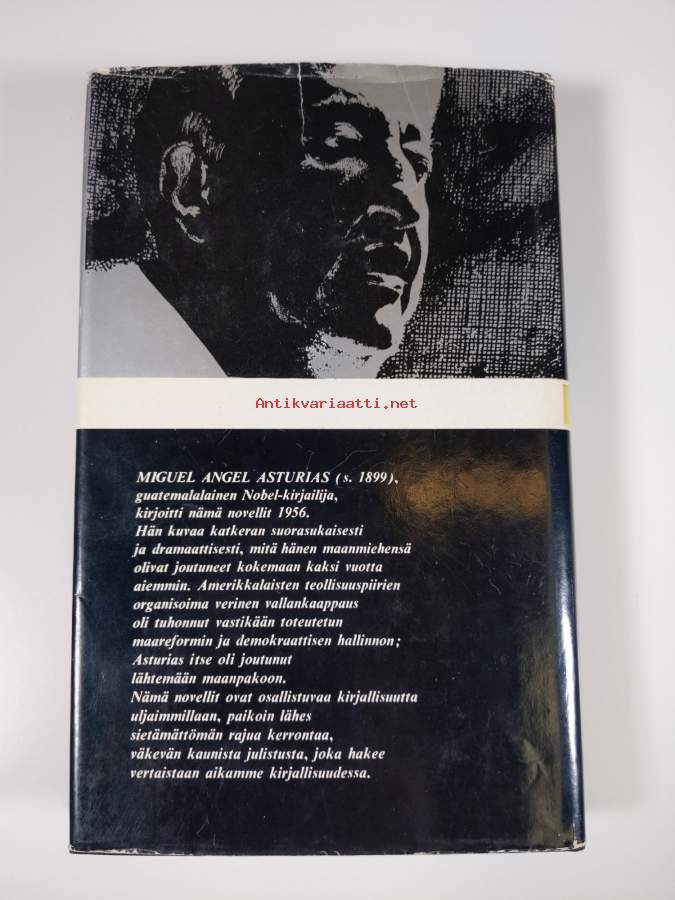 Antikvariaatti.net
MIGUEL ANGEL ASTURIAS (s. 1899),
guatemalalainen Nobel-kirjailija,
kirjoitti nämä novellit 1956.
Hän kuvaa katkeran suorasukaisesti
ja dramaattisesti, mitä hänen maanmiehensä
olivat joutuneet kokemaan kaksi vuotta
aiemmin. Amerikkalaisten teollisuuspiirien
organisoima verinen vallankaappaus
oli tuhonnut vastikään toteutetun
maareformin ja demokraattisen hallinnon;
Asturias itse oli joutunut
lähtemään maanpakoon.
Nämä novellit ovat osallistuvaa kirjallisuutta
uljaimmillaan, paikoin lähes
sietämättömän rajua kerrontaa,
väkevän kaunista julistusta, joka hakee
vertaistaan aikamme kirjallisuudessa.